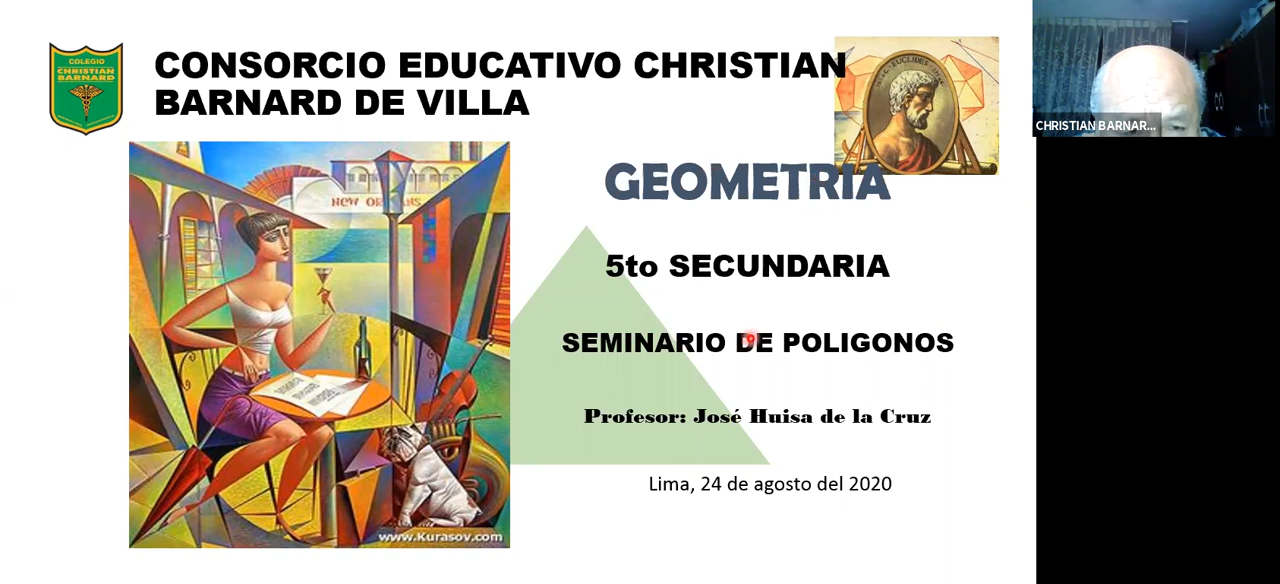 CONSORCIO EDUCATIVO CHRISTIAN
BARNARD DE VILLA
COLEGIO
CHRISTIAN
BARNARD
EUCLIDES
GEOMETRIA
5to SECUNDARIA
SEMINARIO DE POLIGONOS
Profesor: José Huisa de la Cruz
Lima, 24 de agosto del 2020
NEW ORLEANS
www.Kurasov.com
CHRISTIAN BARNAR...